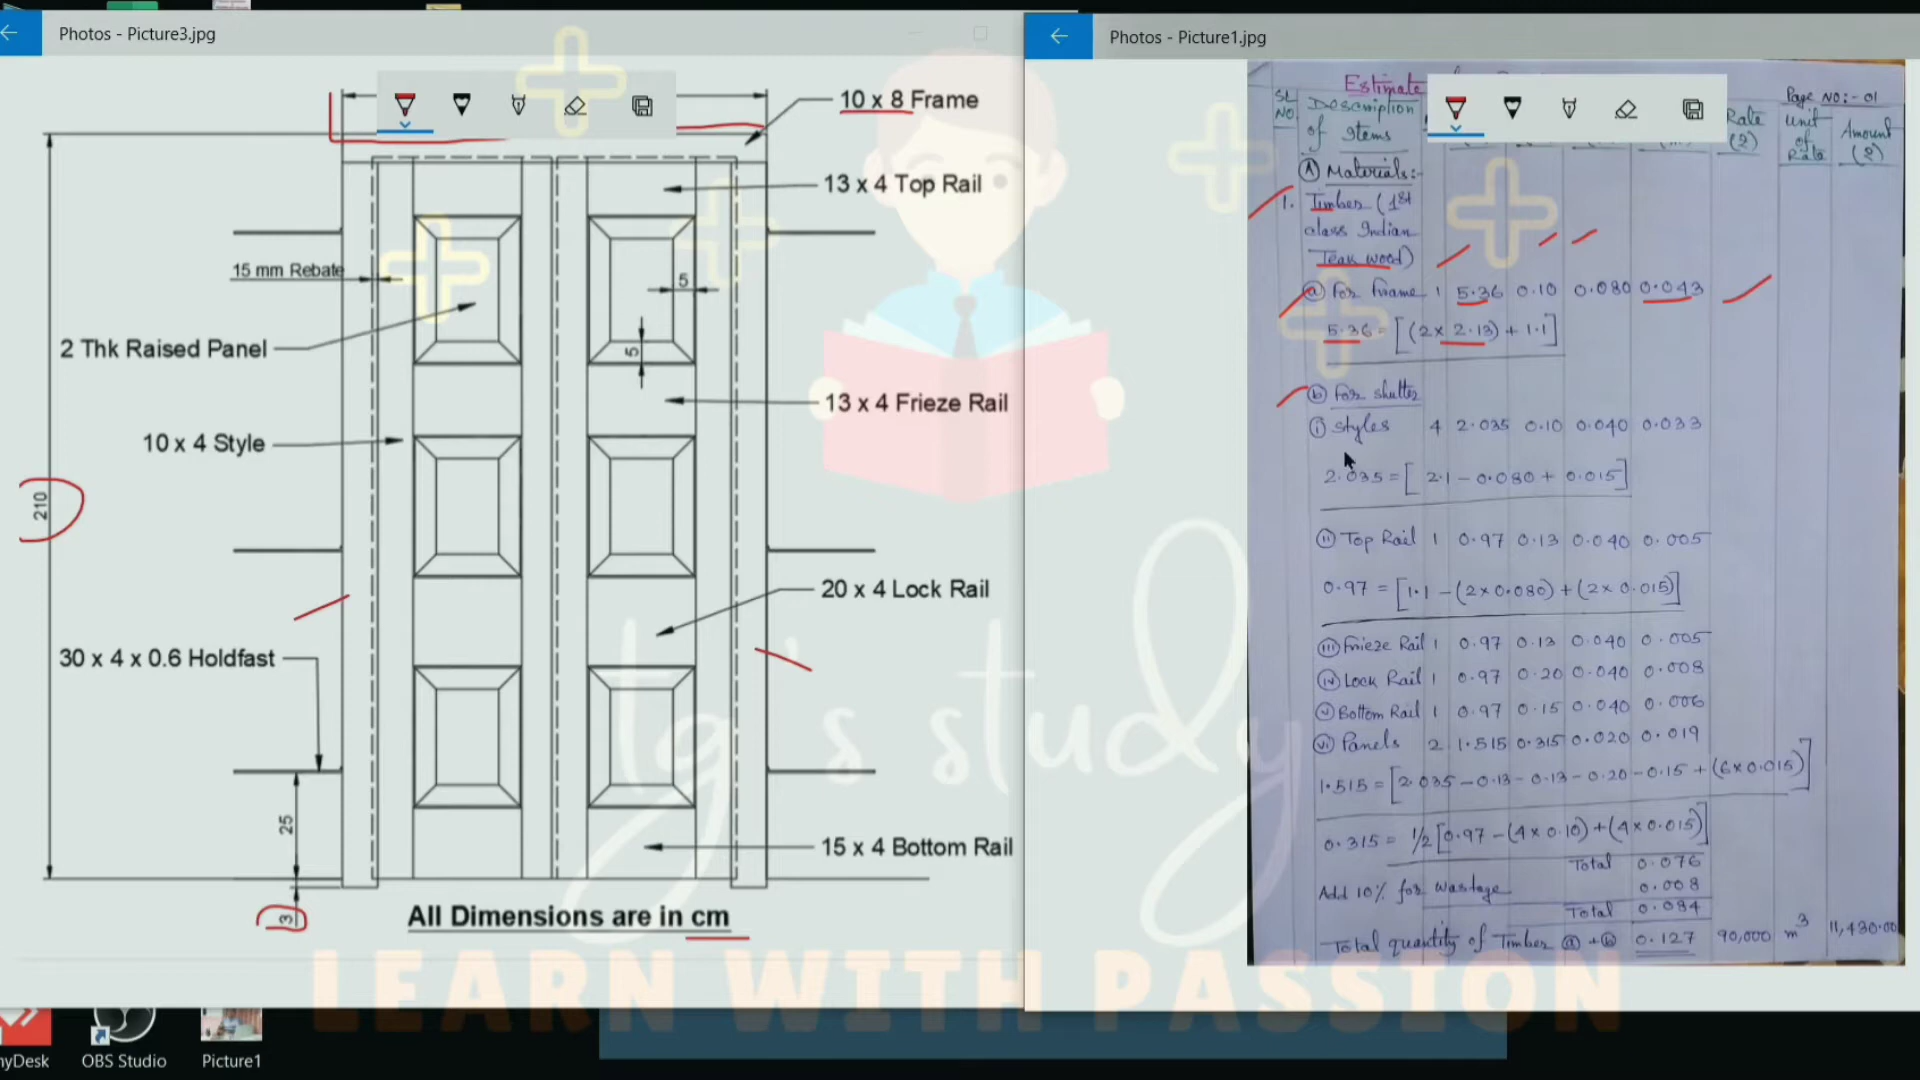 Photos - Picture3.jpg
10 x 8 Frame
13 x 4 Top Rail
15 mm Rebate
5
5
2 Thk Raised Panel
13 x 4 Frieze Rail
10 x 4 Style
210
20 x 4 Lock Rail
30 x 4 x 0.6 Holdfast
25
15 x 4 Bottom Rail
3
All Dimensions are in cm
Photos - Picture1.jpg
Estimate
Page No:- 01
Sl. No.
Description of Items
Rate (₹)
Unit of Rate
Amount (₹)
(A) Materials:-
1. Timber (1st
class Indian
Teak wood)
(a) For Frame 1 5.36 0.10 0.080 0.043
5.36 = [(2 x 2.13) + 1.1]
(b) For shutter
(i) styles 4 2.035 0.10 0.040 0.033
2.035 = [2.1 - 0.080 + 0.015]
(ii) Top Rail 1 0.97 0.13 0.040 0.005
0.97 = [1.1 - (2 x 0.080) + (2 x 0.015)]
(iii) Frieze Rail 1 0.97 0.13 0.040 0.005
(iv) Lock Rail 1 0.97 0.20 0.040 0.008
(v) Bottom Rail 1 0.97 0.15 0.040 0.006
(vi) Panels 2 1.515 0.315 0.020 0.019
1.515 = [2.035 - 0.13 - 0.13 - 0.20 - 0.15 + (6 x 0.015)]
0.315 = 1/2 [0.97 - (4 x 0.10) + (4 x 0.015)]
Total 0.076
Add 10% for wastage 0.008
Total 0.084
Total quantity of Timber (a) + (b) 0.127 90,000 m³ 11,430.00
tg's study
LEARN WITH PASSION
OBS Studio
Picture1